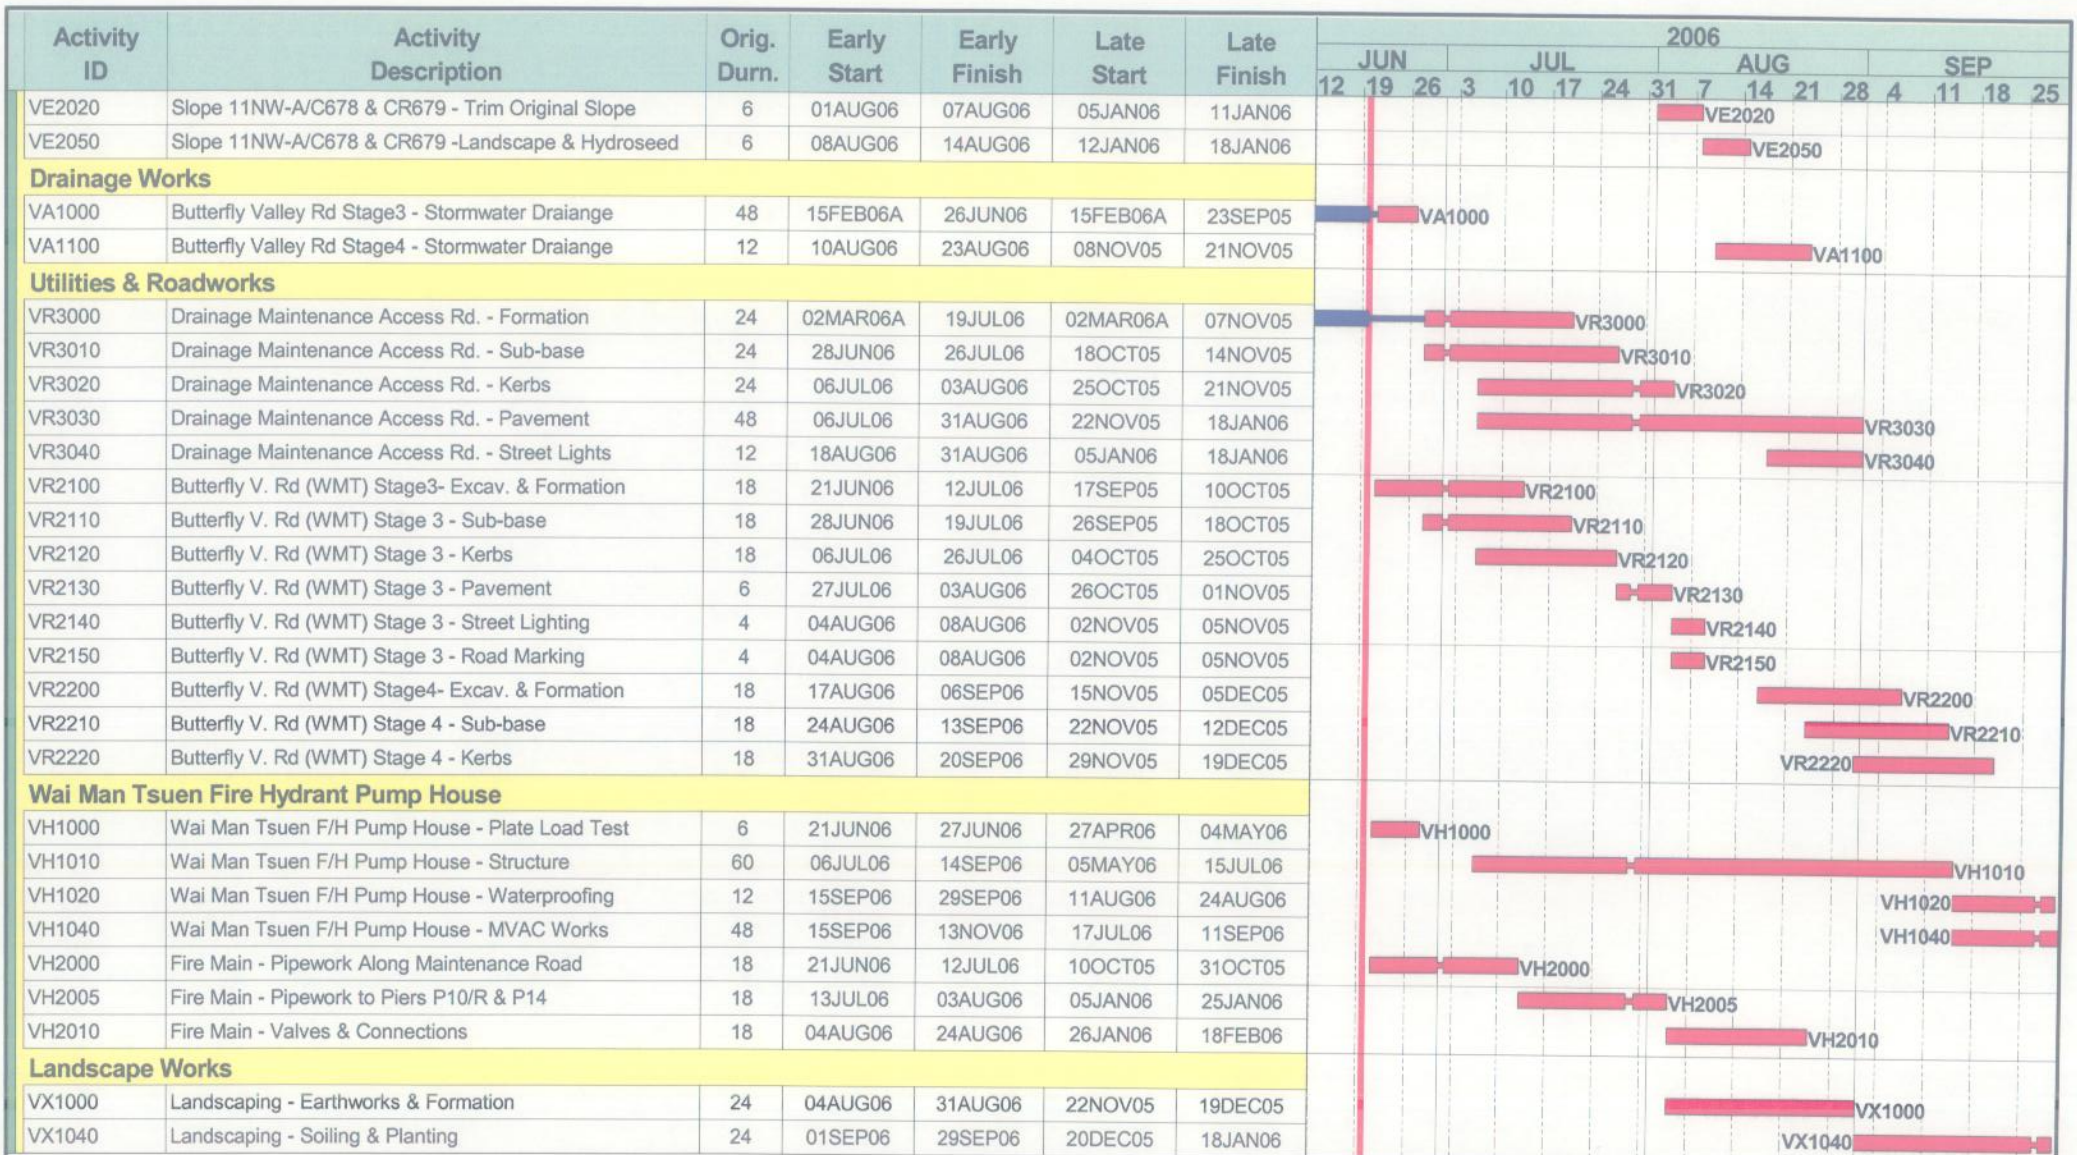 Activity ID Activity Description Orig. Durn. Early Start Early Finish Late Start Late Finish 2006
JUN JUL AUG SEP
12 19 26 3 10 17 24 31 7 14 21 28 4 11 18 25
VE2020 Slope 11NW-A/C678 & CR679 - Trim Original Slope 6 01AUG06 07AUG06 05JAN06 11JAN06 VE2020
VE2050 Slope 11NW-A/C678 & CR679 -Landscape & Hydroseed 6 08AUG06 14AUG06 12JAN06 18JAN06 VE2050
Drainage Works
VA1000 Butterfly Valley Rd Stage3 - Stormwater Draiange 48 15FEB06A 26JUN06 15FEB06A 23SEP05 VA1000
VA1100 Butterfly Valley Rd Stage4 - Stormwater Draiange 12 10AUG06 23AUG06 08NOV05 21NOV05 VA1100
Utilities & Roadworks
VR3000 Drainage Maintenance Access Rd. - Formation 24 02MAR06A 19JUL06 02MAR06A 07NOV05 VR3000
VR3010 Drainage Maintenance Access Rd. - Sub-base 24 28JUN06 26JUL06 18OCT05 14NOV05 VR3010
VR3020 Drainage Maintenance Access Rd. - Kerbs 24 06JUL06 03AUG06 25OCT05 21NOV05 VR3020
VR3030 Drainage Maintenance Access Rd. - Pavement 48 06JUL06 31AUG06 22NOV05 18JAN06 VR3030
VR3040 Drainage Maintenance Access Rd. - Street Lights 12 18AUG06 31AUG06 05JAN06 18JAN06 VR3040
VR2100 Butterfly V. Rd (WMT) Stage3- Excav. & Formation 18 21JUN06 12JUL06 17SEP05 10OCT05 VR2100
VR2110 Butterfly V. Rd (WMT) Stage 3 - Sub-base 18 28JUN06 19JUL06 26SEP05 18OCT05 VR2110
VR2120 Butterfly V. Rd (WMT) Stage 3 - Kerbs 18 06JUL06 26JUL06 04OCT05 25OCT05 VR2120
VR2130 Butterfly V. Rd (WMT) Stage 3 - Pavement 6 27JUL06 03AUG06 26OCT05 01NOV05 VR2130
VR2140 Butterfly V. Rd (WMT) Stage 3 - Street Lighting 4 04AUG06 08AUG06 02NOV05 05NOV05 VR2140
VR2150 Butterfly V. Rd (WMT) Stage 3 - Road Marking 4 04AUG06 08AUG06 02NOV05 05NOV05 VR2150
VR2200 Butterfly V. Rd (WMT) Stage4- Excav. & Formation 18 17AUG06 06SEP06 15NOV05 05DEC05 VR2200
VR2210 Butterfly V. Rd (WMT) Stage 4 - Sub-base 18 24AUG06 13SEP06 22NOV05 12DEC05 VR2210
VR2220 Butterfly V. Rd (WMT) Stage 4 - Kerbs 18 31AUG06 20SEP06 29NOV05 19DEC05 VR2220
Wai Man Tsuen Fire Hydrant Pump House
VH1000 Wai Man Tsuen F/H Pump House - Plate Load Test 6 21JUN06 27JUN06 27APR06 04MAY06 VH1000
VH1010 Wai Man Tsuen F/H Pump House - Structure 60 06JUL06 14SEP06 05MAY06 15JUL06 VH1010
VH1020 Wai Man Tsuen F/H Pump House - Waterproofing 12 15SEP06 29SEP06 11AUG06 24AUG06 VH1020
VH1040 Wai Man Tsuen F/H Pump House - MVAC Works 48 15SEP06 13NOV06 17JUL06 11SEP06 VH1040
VH2000 Fire Main - Pipework Along Maintenance Road 18 21JUN06 12JUL06 10OCT05 31OCT05 VH2000
VH2005 Fire Main - Pipework to Piers P10/R & P14 18 13JUL06 03AUG06 05JAN06 25JAN06 VH2005
VH2010 Fire Main - Valves & Connections 18 04AUG06 24AUG06 26JAN06 18FEB06 VH2010
Landscape Works
VX1000 Landscaping - Earthworks & Formation 24 04AUG06 31AUG06 22NOV05 19DEC05 VX1000
VX1040 Landscaping - Soiling & Planting 24 01SEP06 29SEP06 20DEC05 18JAN06 VX1040